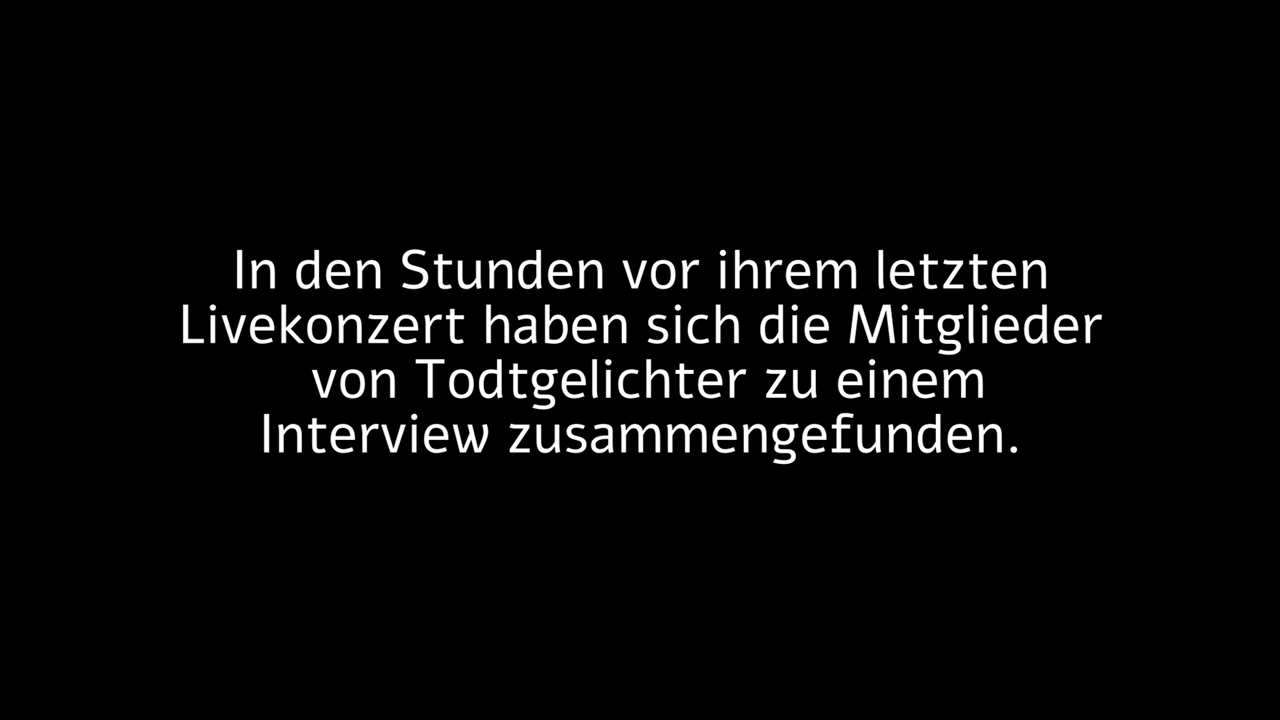 In den Stunden vor ihrem letzten
Livekonzert haben sich die Mitglieder
von Todtgelichter zu einem
Interview zusammengefunden.